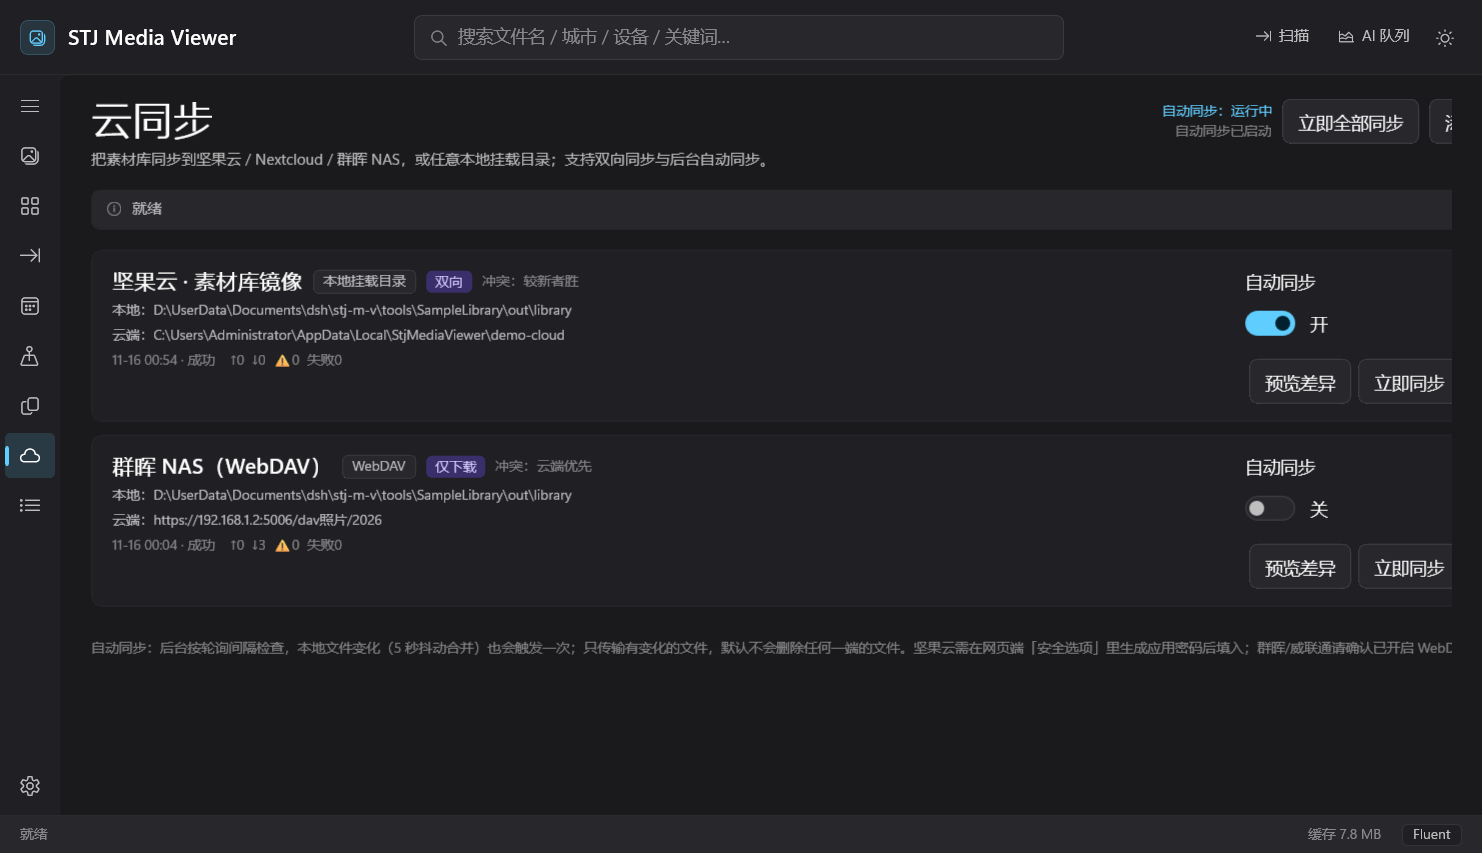 STJ Media Viewer
搜索文件名 / 城市 / 设备 / 关键词...
扫描
AI 队列
云同步
自动同步：运行中
自动同步已启动
立即全部同步
把素材库同步到坚果云 / Nextcloud / 群晖 NAS，或任意本地挂载目录；支持双向同步与后台自动同步。
就绪
坚果云 · 素材库镜像 本地挂载目录 双向 冲突：较新者胜
本地：D:\UserData\Documents\dsh\stj-m-v\tools\SampleLibrary\out\library
云端：C:\Users\Administrator\AppData\Local\StjMediaViewer\demo-cloud
11-16 00:54 · 成功 ↑0 ↓0 ⚠0 失败0
自动同步
开
预览差异 立即同步
群晖 NAS（WebDAV） WebDAV 仅下载 冲突：云端优先
本地：D:\UserData\Documents\dsh\stj-m-v\tools\SampleLibrary\out\library
云端：https://192.168.1.2:5006/dav照片/2026
11-16 00:04 · 成功 ↑0 ↓3 ⚠0 失败0
自动同步
关
预览差异 立即同步
自动同步：后台按轮询间隔检查，本地文件变化（5 秒抖动合并）也会触发一次；只传输有变化的文件，默认不会删除任何一端的文件。坚果云需在网页端「安全选项」里生成应用密码后填入；群晖/威联通请确认已开启 WebD
就绪
缓存 7.8 MB
Fluent